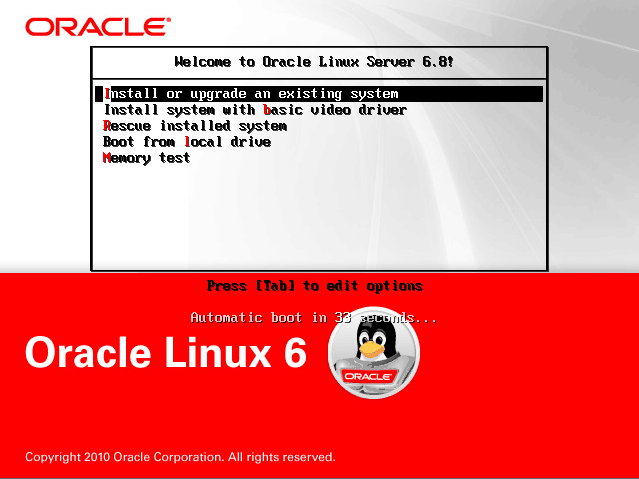 ORACLE®
Welcome to Oracle Linux Server 6.8!
Install or upgrade an existing system
Install system with basic video driver
Rescue installed system
Boot from local drive
Memory test
Press [Tab] to edit options
Automatic boot in 33 seconds...
Oracle Linux 6
ORACLE
Copyright 2010 Oracle Corporation. All rights reserved.